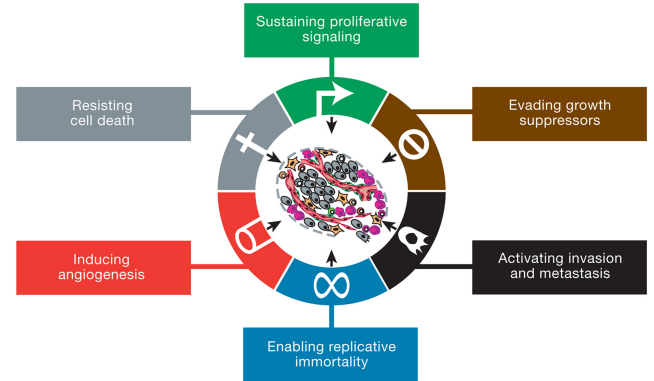 Sustaining proliferative
signaling
Resisting
cell death
Evading growth
suppressors
Inducing
angiogenesis
Activating invasion
and metastasis
Enabling replicative
immortality